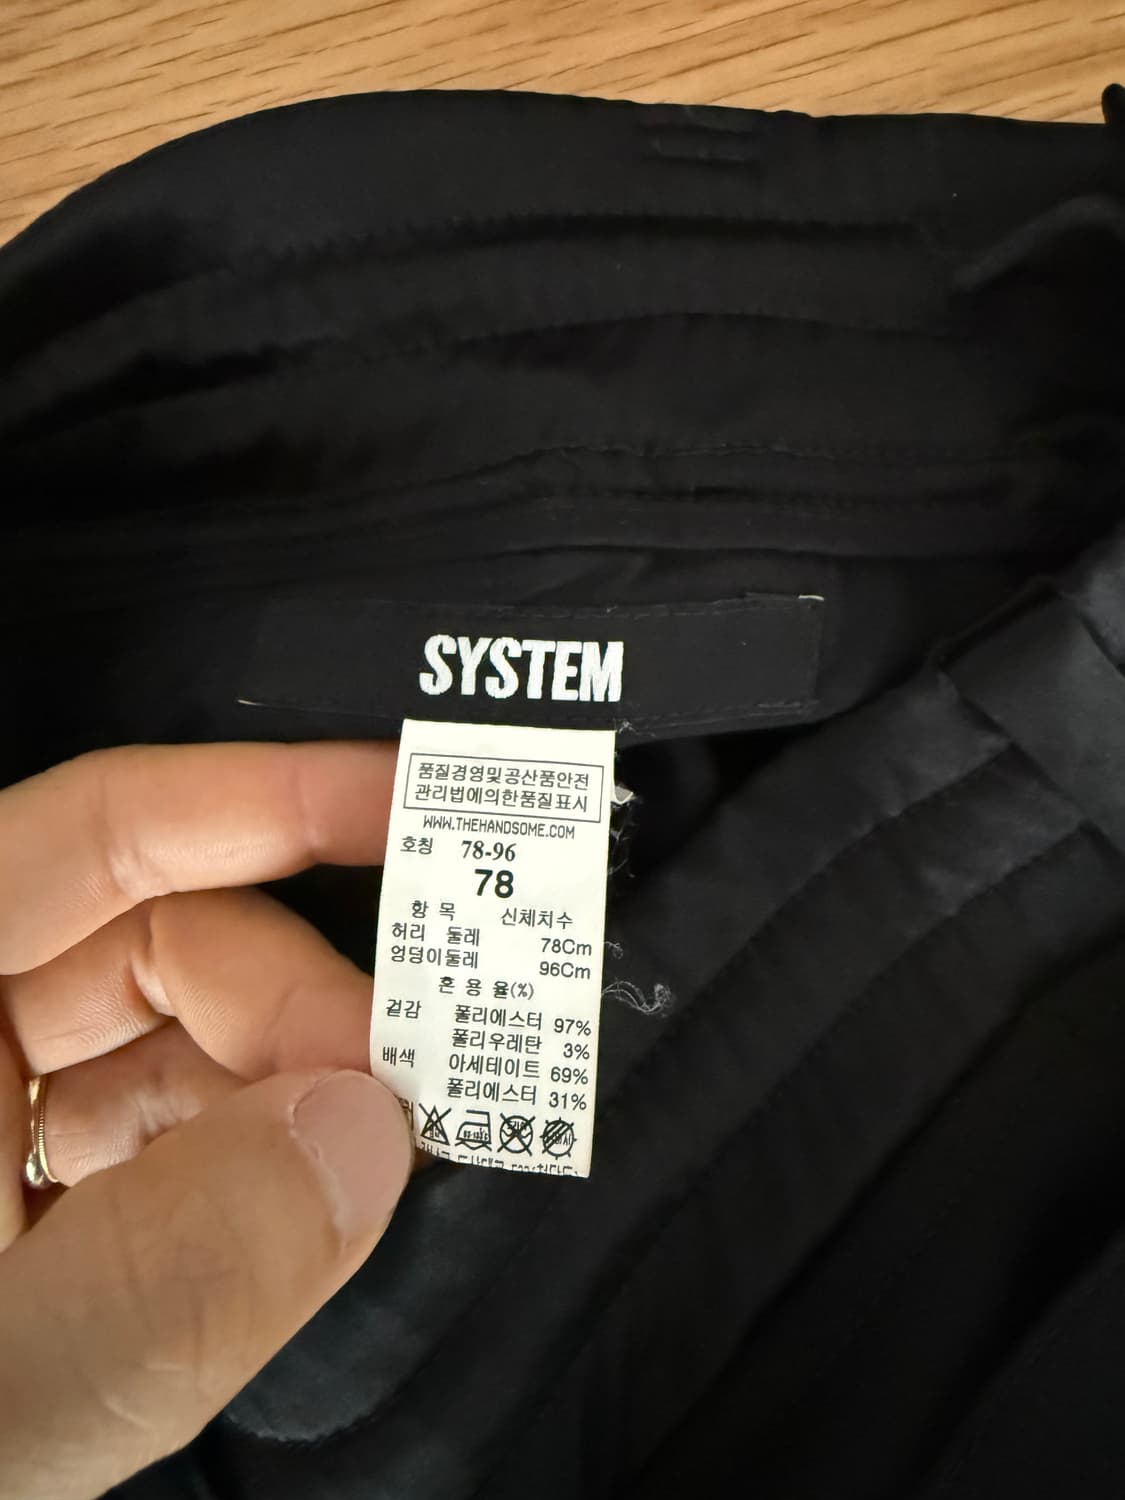 SYSTEM
품질경영및공산품안전
관리법에의한품질표시
WWW.THEHANDSOME.COM
호칭 78-96
78
항 목 신체치수
허리 둘레 78Cm
엉덩이둘레 96Cm
혼 용 율(%)
겉감 폴리에스터 97%
폴리우레탄 3%
배색 아세테이트 69%
폴리에스터 31%